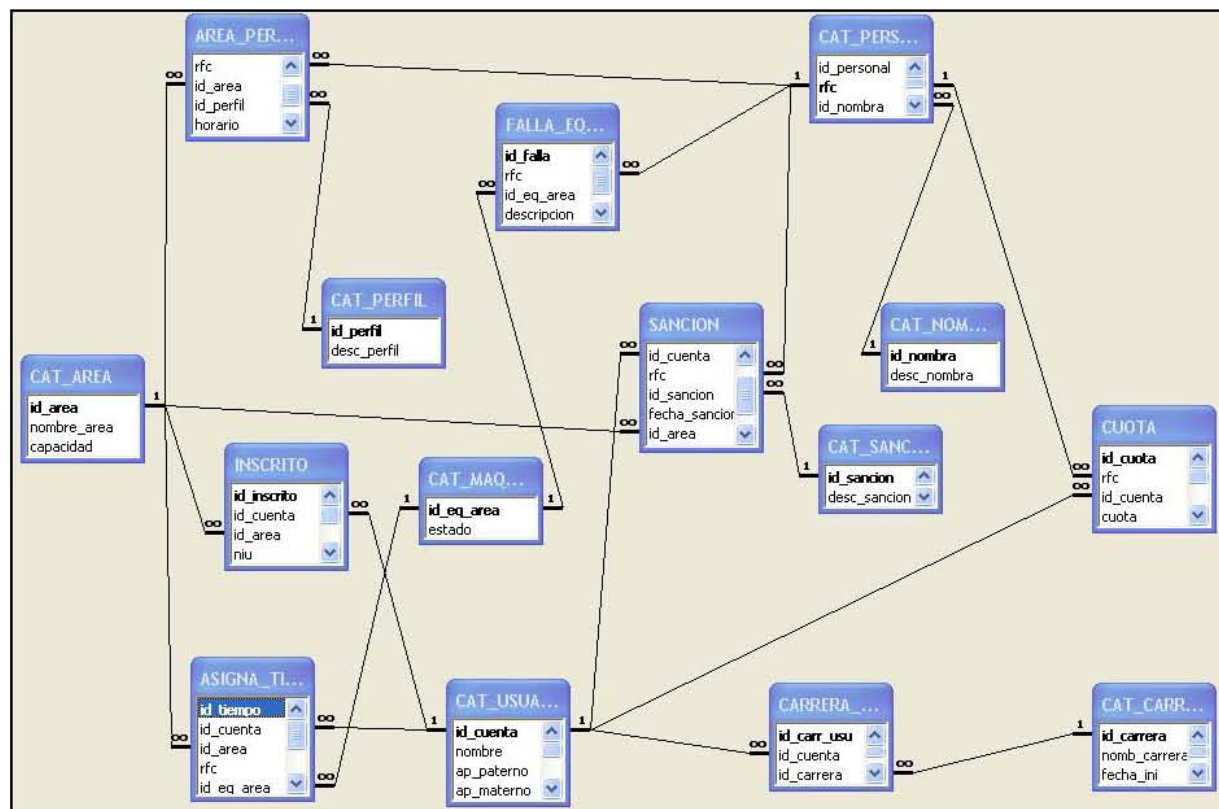 AREA_PER...
rfc
id_area
id_perfil
horario
CAT_PERS...
id_personal
rfc
id_nombra
FALLA_EQ...
id_falla
rfc
id_eq_area
descripcion
CAT_PERFIL
id_perfil
desc_perfil
SANCION
id_cuenta
rfc
id_sancion
fecha_sancion
id_area
CAT_NOM...
id_nombra
desc_nombra
CAT_AREA
id_area
nombre_area
capacidad
CUOTA
id_cuota
rfc
id_cuenta
cuota
CAT_SANC...
id_sancion
desc_sancion
INSCRITO
id_inscrito
id_cuenta
id_area
niu
CAT_MAQ...
id_eq_area
estado
ASIGNA_TI...
id_tiempo
id_cuenta
id_area
rfc
id_eq_area
CAT_USUA...
id_cuenta
nombre
ap_paterno
ap_materno
CARRERA_...
id_carr_usu
id_cuenta
id_carrera
CAT_CARR...
id_carrera
nomb_carrera
fecha_ini